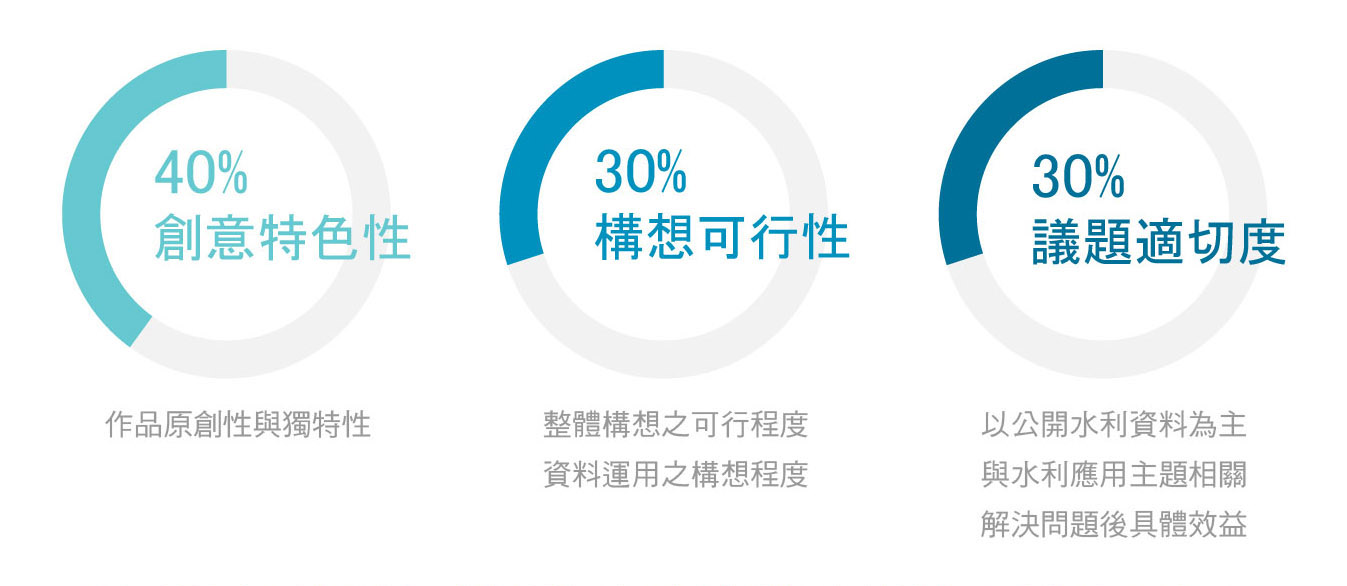 40%
創意特色性
作品原創性與獨特性
30%
構想可行性
整體構想之可行程度
資料運用之構想程度
30%
議題適切度
以公開水利資料為主
與水利應用主題相關
解決問題後具體效益